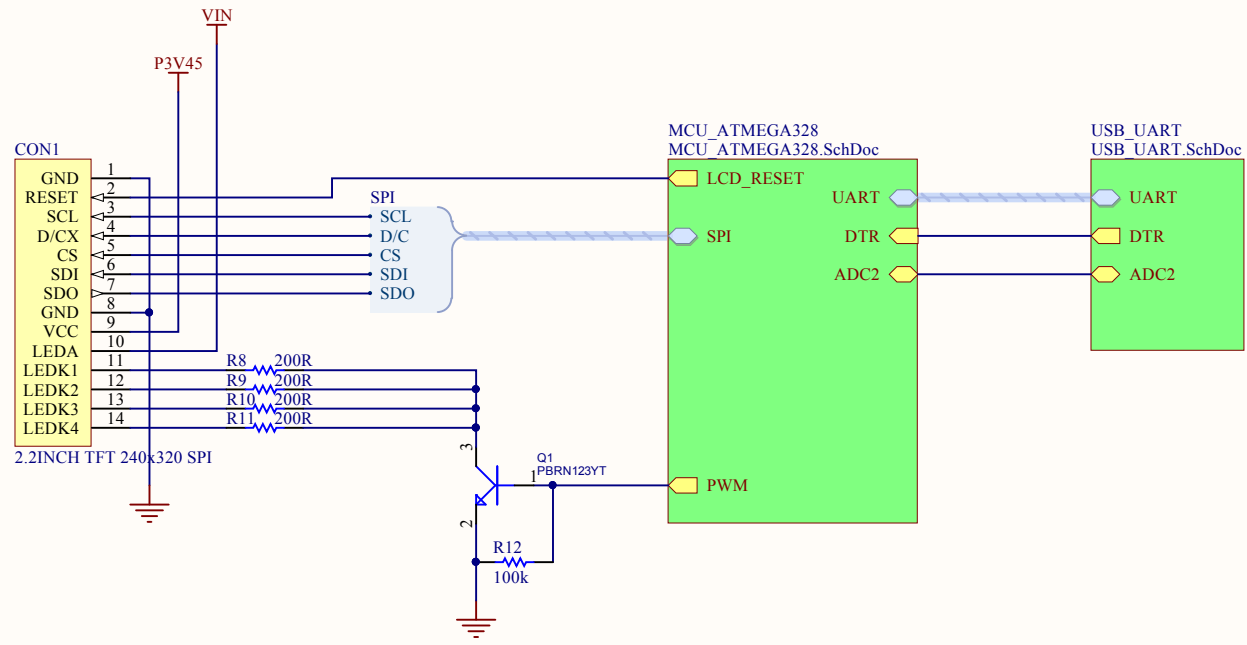 VIN
P3V45
CON1
GND 1
RESET 2
SCL 3
D/CX 4
CS 5
SDI 6
SDO 7
GND 8
VCC 9
LEDA 10
LEDK1 11
LEDK2 12
LEDK3 13
LEDK4 14
2.2INCH TFT 240x320 SPI
SPI
SCL
D/C
CS
SDI
SDO
R8 200R
R9 200R
R10 200R
R11 200R
3
Q1
PBRN123YT
1
2
R12
100k
MCU_ATMEGA328
MCU_ATMEGA328.SchDoc
LCD_RESET
UART
SPI
DTR
ADC2
PWM
USB_UART
USB_UART.SchDoc
UART
DTR
ADC2